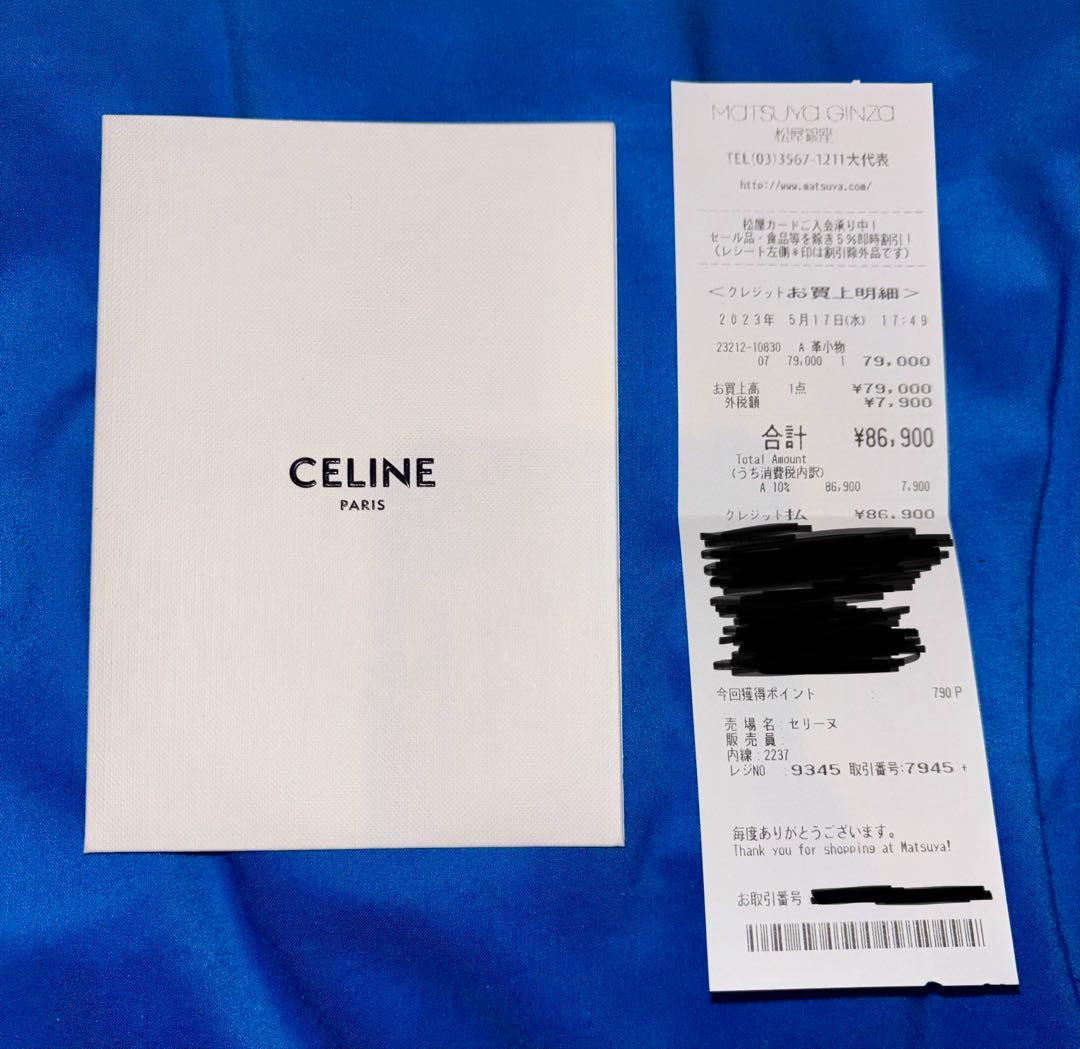 CELINE
PARIS
MATSUYA GINZA
松屋銀座
TEL(03)3567-1211大代表
http://www.matsuya.com/
松屋カードご入会承り中!
セール品・食品等を除き5%即時割引!
(レシート左側*印は割引除外品です)
<クレジットお買上明細>
2023年 5月17日(水) 17:49
23212-10830 A 革小物
07 79,000 1 79,000
お買上高 1点 ¥79,000
外税額 ¥7,900
合計 ¥86,900
Total Amount
(うち消費税内訳)
A 10% 86,900 7,900
クレジット払 ¥86,900
今回獲得ポイント : 790P
売場名:セリーヌ
販売員:
内線:2237
レジNO :9345 取引番号:7945 +
毎度ありがとうございます。
Thank you for shopping at Matsuya!
お取引番号